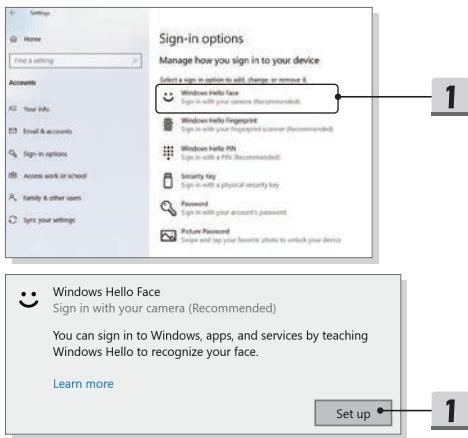 Settings
Home
Find a setting
Accounts
Your info
Email & accounts
Sign-in options
Access work or school
Family & other users
Sync your settings
Sign-in options
Manage how you sign in to your device
Select a sign-in option to add, change, or remove it.
Windows Hello Face
Sign in with your camera (Recommended)
Windows Hello Fingerprint
Sign in with your fingerprint scanner (Recommended)
Windows Hello PIN
Sign in with a PIN (Recommended)
Security Key
Sign in with a physical security key
Password
Sign in with your account's password
Picture Password
Swipe and tap your favorite photo to unlock your device
1
Windows Hello Face
Sign in with your camera (Recommended)
You can sign in to Windows, apps, and services by teaching
Windows Hello to recognize your face.
Learn more
Set up
1